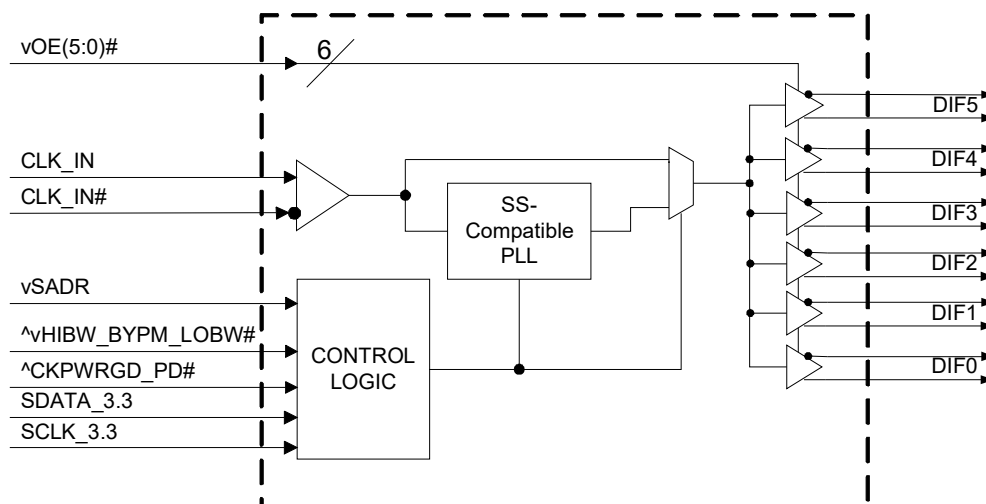 vOE(5:0)#
6
DIF5
CLK_IN
DIF4
CLK_IN#
SS-
Compatible
PLL
DIF3
DIF2
vSADR
DIF1
^vHIBW_BYPM_LOBW#
CONTROL
LOGIC
^CKPWRGD_PD#
DIF0
SDATA_3.3
SCLK_3.3